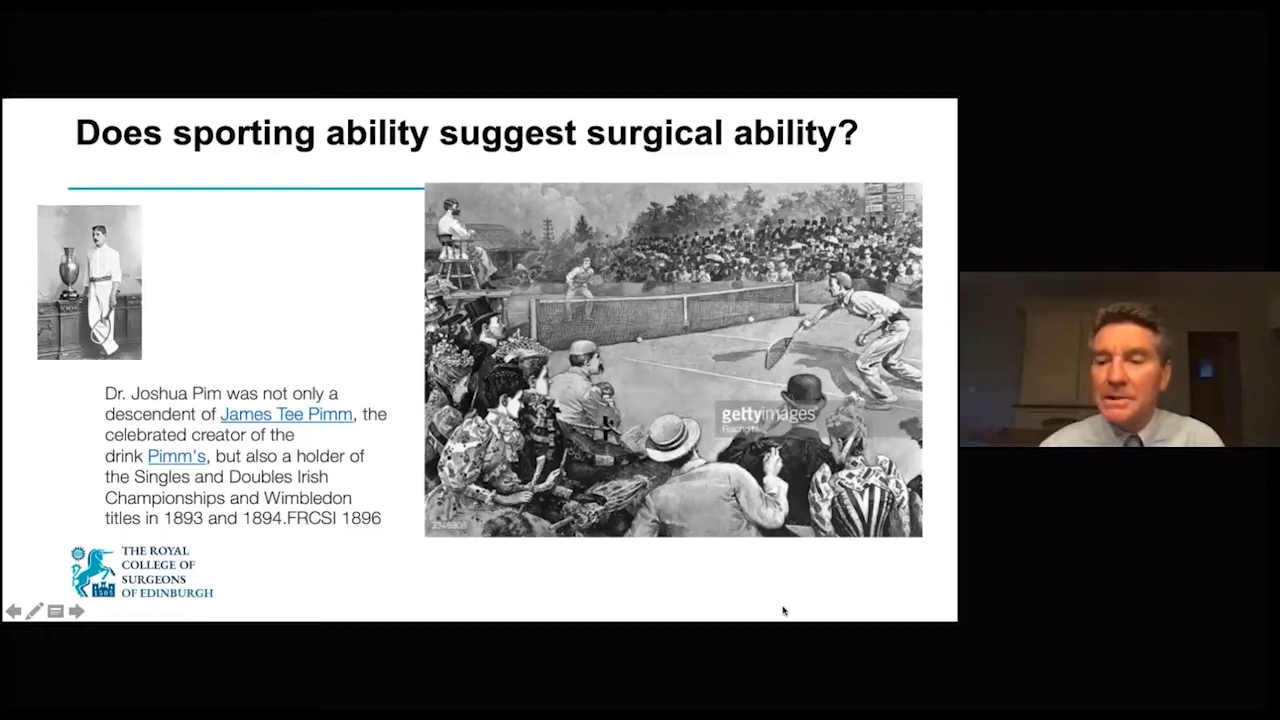 Does sporting ability suggest surgical ability?
Dr. Joshua Pim was not only a
descendent of James Tee Pimm, the
celebrated creator of the
drink Pimm's, but also a holder of
the Singles and Doubles Irish
Championships and Wimbledon
titles in 1893 and 1894.FRCSI 1896
gettyimages
THE ROYAL
COLLEGE OF
SURGEONS
OF EDINBURGH